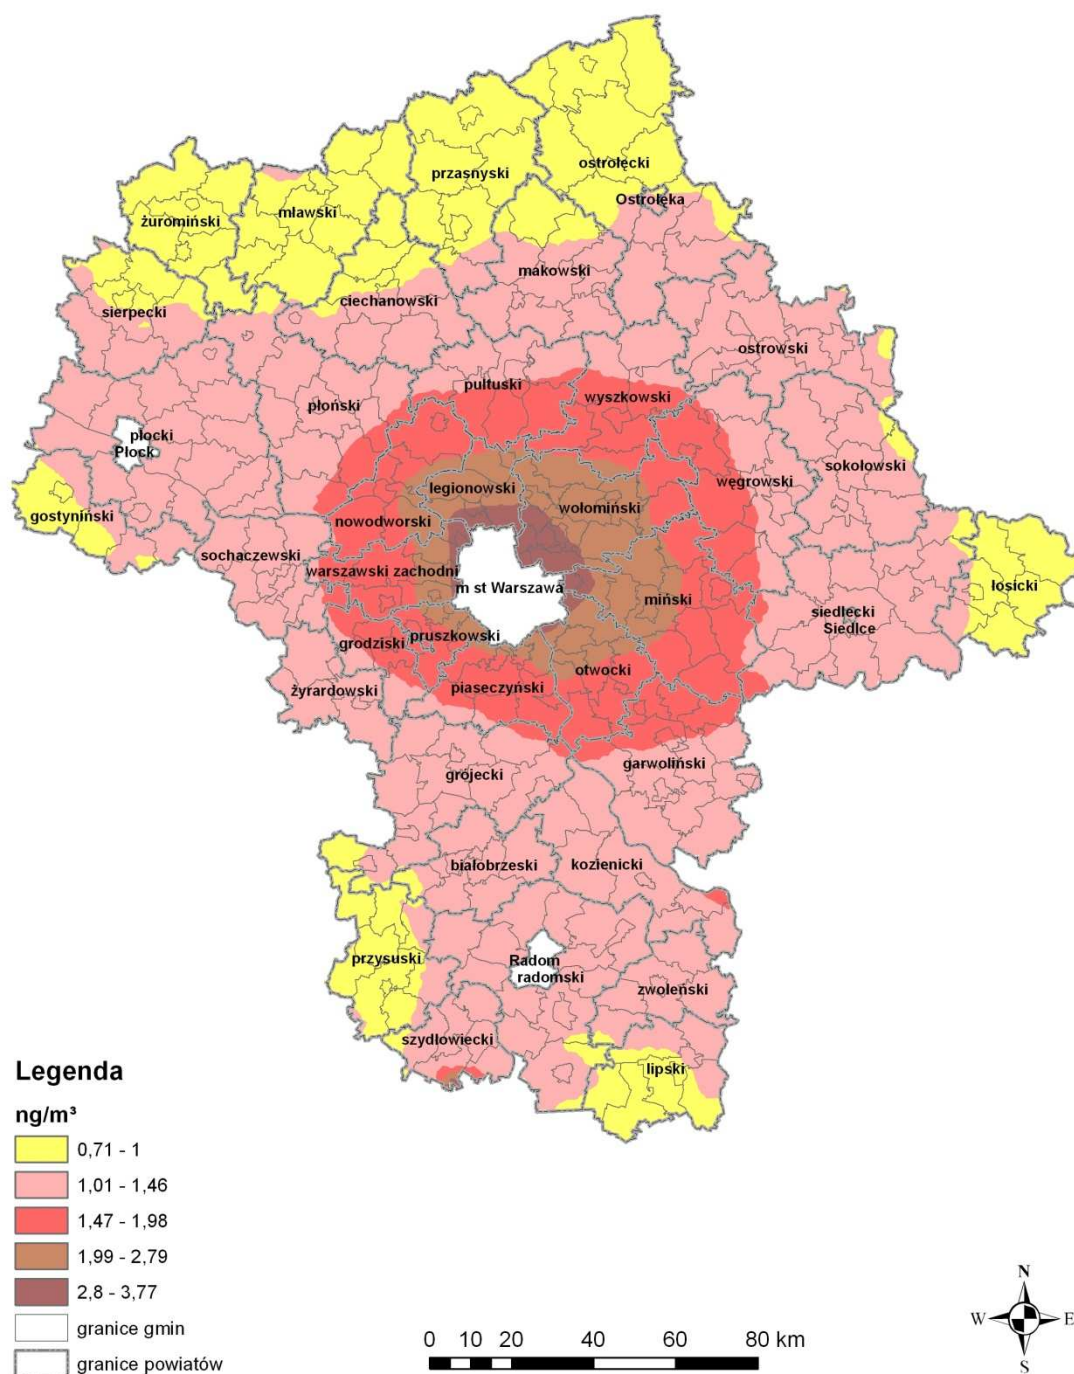 ostrołęcki
przasnyski
Ostrołęka
mławski
żuromiński
makowski
ciechanowski
sierpecki
ostrowski
pułtuski
wyszkowski
płoński
płocki
Płock
sokołowski
węgrowski
legionowski
wołomiński
gostyniński
nowodworski
sochaczewski
warszawski zachodni
m st Warszawa
łosicki
miński
siedlecki
Siedlce
pruszkowski
grodziski
otwocki
piaseczyński
żyrardowski
garwoliński
grójecki
białobrzeski
kozienicki
przysuski
Radom
radomski
zwoleński
szydłowiecki
lipski
Legenda
ng/m³
0,71 - 1
1,01 - 1,46
1,47 - 1,98
1,99 - 2,79
2,8 - 3,77
granice gmin
granice powiatów
0 10 20 40 60 80 km
N
W E
S